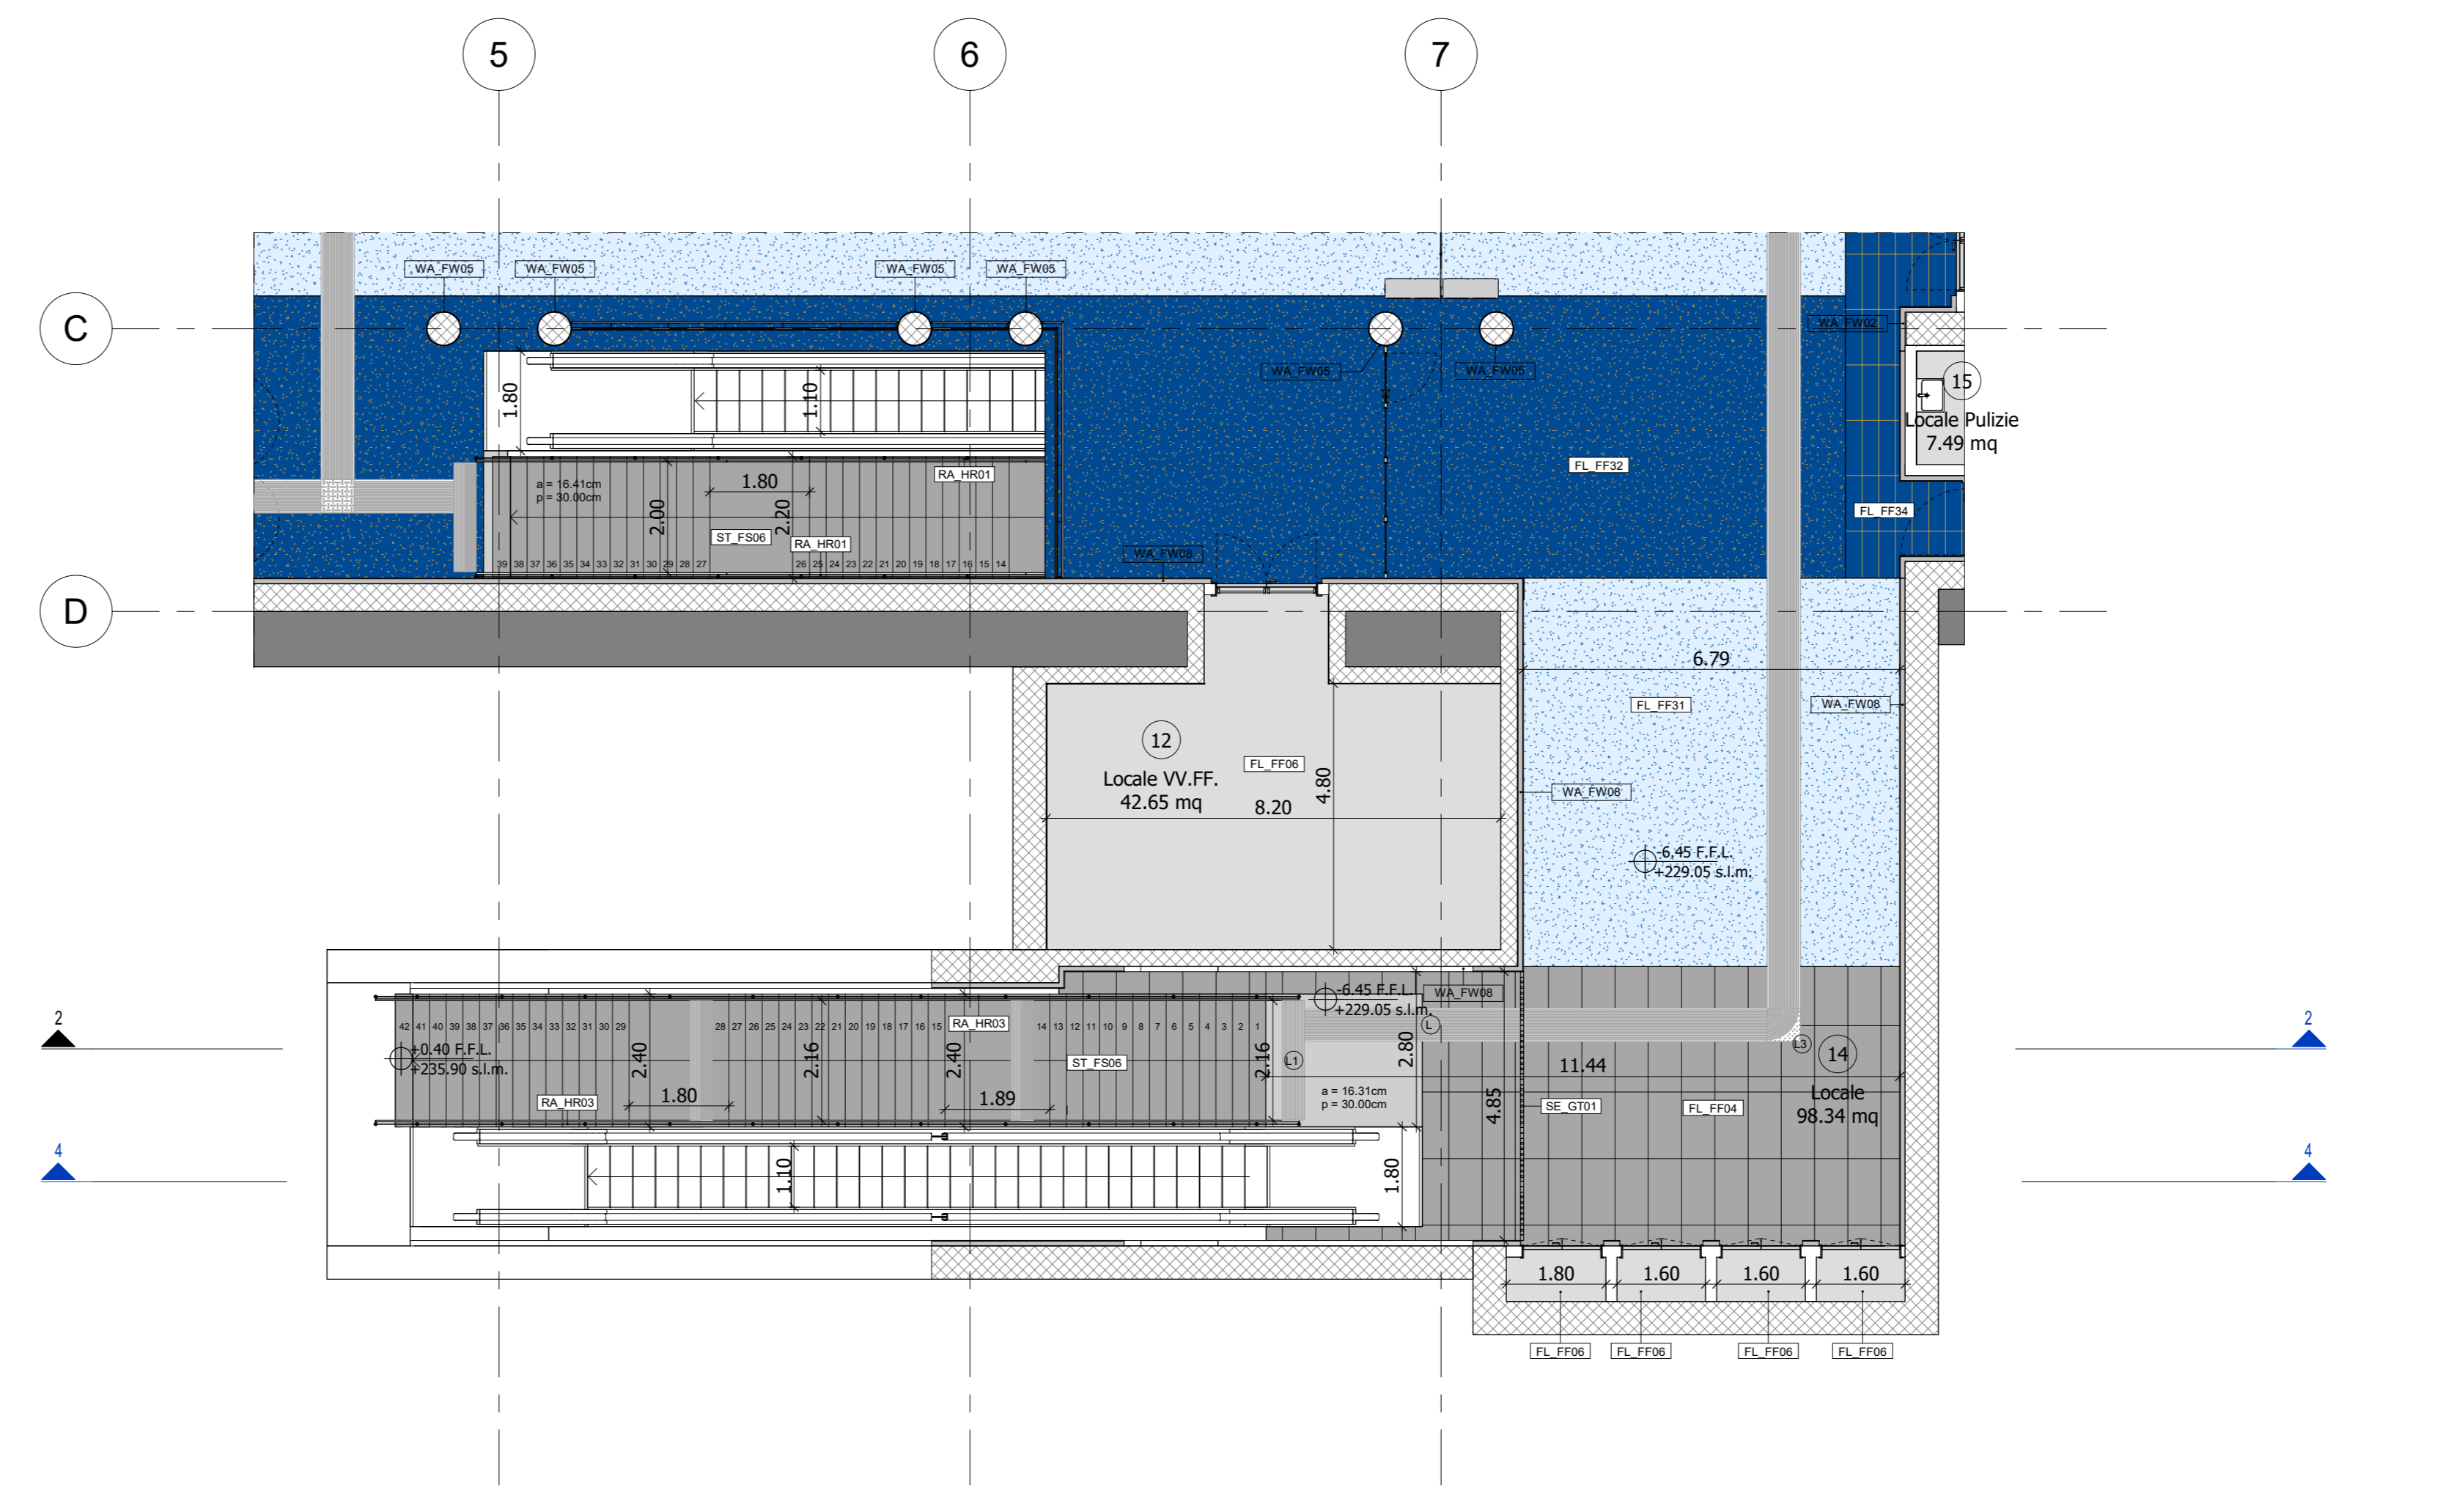 5
6
7
C
D
WA_FW05
WA_FW05
WA_FW05
WA_FW05
WA_FW02
WA_FW05
WA_FW05
15
Locale Pulizie
7.49 mq
1.80
1.10
RA_HR01
a = 16.41cm
p = 30.00cm
1.80
2.00
2.20
ST_FS06
RA_HR01
FL_FF32
FL_FF34
WA_FW08
39 38 37 36 35 34 33 32 31 30 29 28 27
26 25 24 23 22 21 20 19 18 17 16 15 14
6.79
FL_FF31
WA_FW08
12
Locale VV.FF.
42.65 mq
FL_FF06
4.80
8.20
WA_FW08
-6.45 F.F.L.
+229.05 s.l.m.
-6.45 F.F.L.
+229.05 s.l.m.
WA_FW08
L
42 41 40 39 38 37 36 35 34 33 32 31 30 29
28 27 26 25 24 23 22 21 20 19 18 17 16 15
RA_HR03
14 13 12 11 10 9 8 7 6 5 4 3 2 1
2
2
+0.40 F.F.L.
+235.90 s.l.m.
2.40
2.16
2.40
ST_FS06
2.16
L1
2.80
L3
14
Locale
98.34 mq
11.44
RA_HR03
1.80
1.89
a = 16.31cm
p = 30.00cm
4.85
SE_GT01
FL_FF04
4
4
1.10
1.80
1.80
1.60
1.60
1.60
FL_FF06
FL_FF06
FL_FF06
FL_FF06